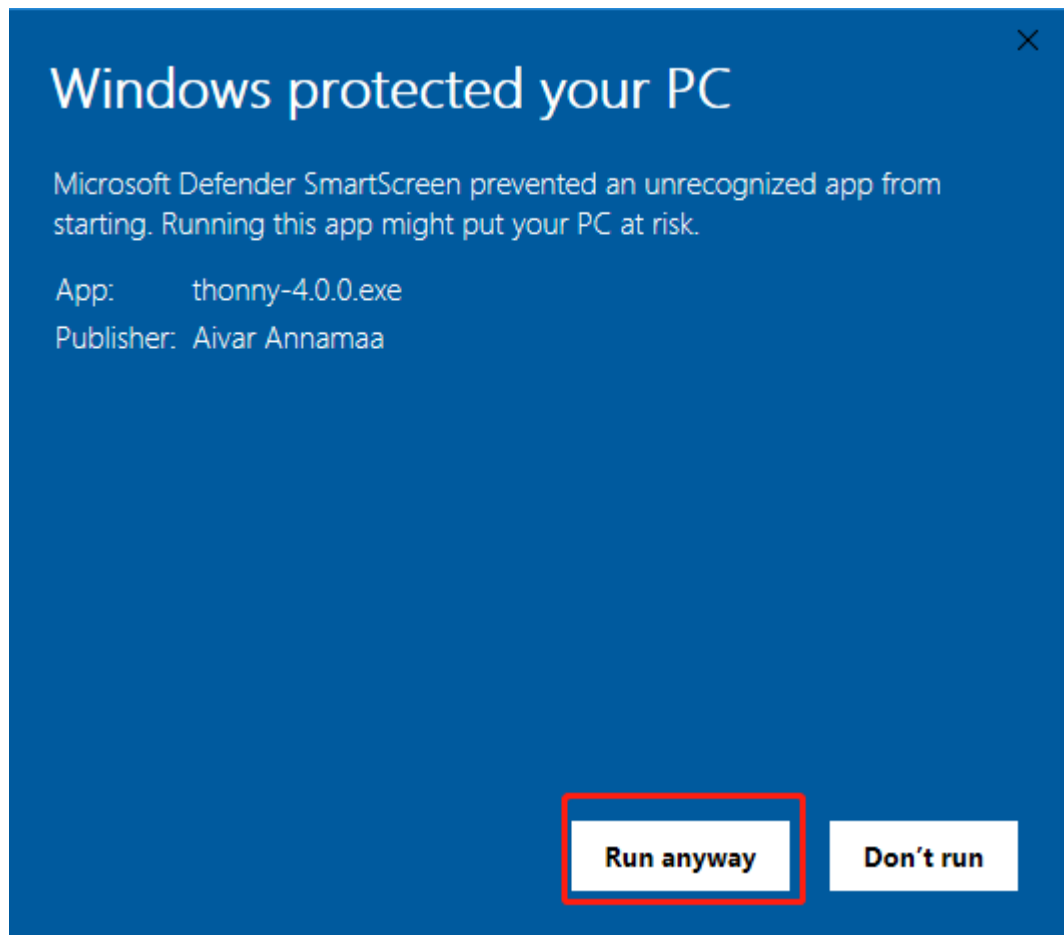 Windows protected your PC
Microsoft Defender SmartScreen prevented an unrecognized app from
starting. Running this app might put your PC at risk.
App: thonny-4.0.0.exe
Publisher: Aivar Annamaa
Run anyway Don't run